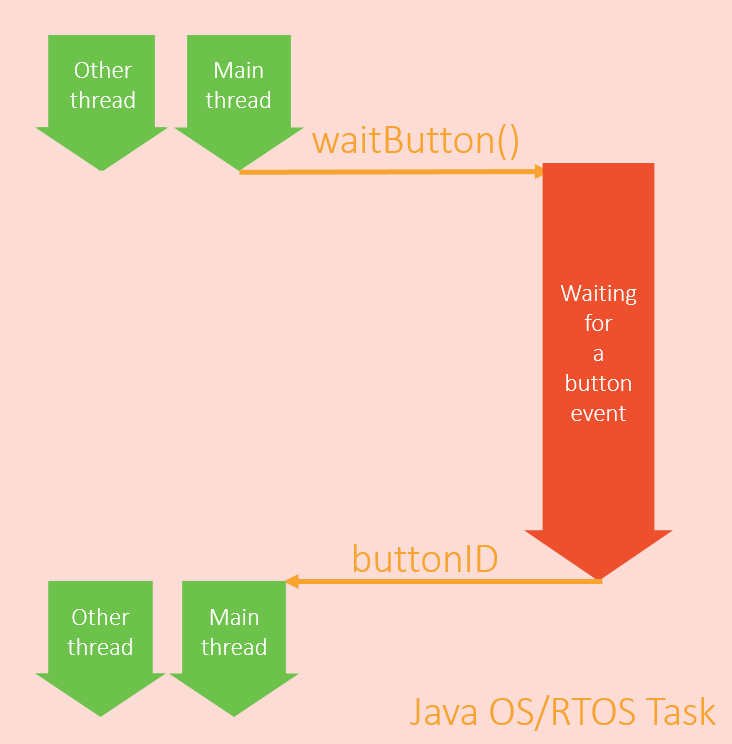 Other
thread
Main
thread
waitButton()
Waiting
for
a
button
event
buttonID
Other
thread
Main
thread
Java OS/RTOS Task